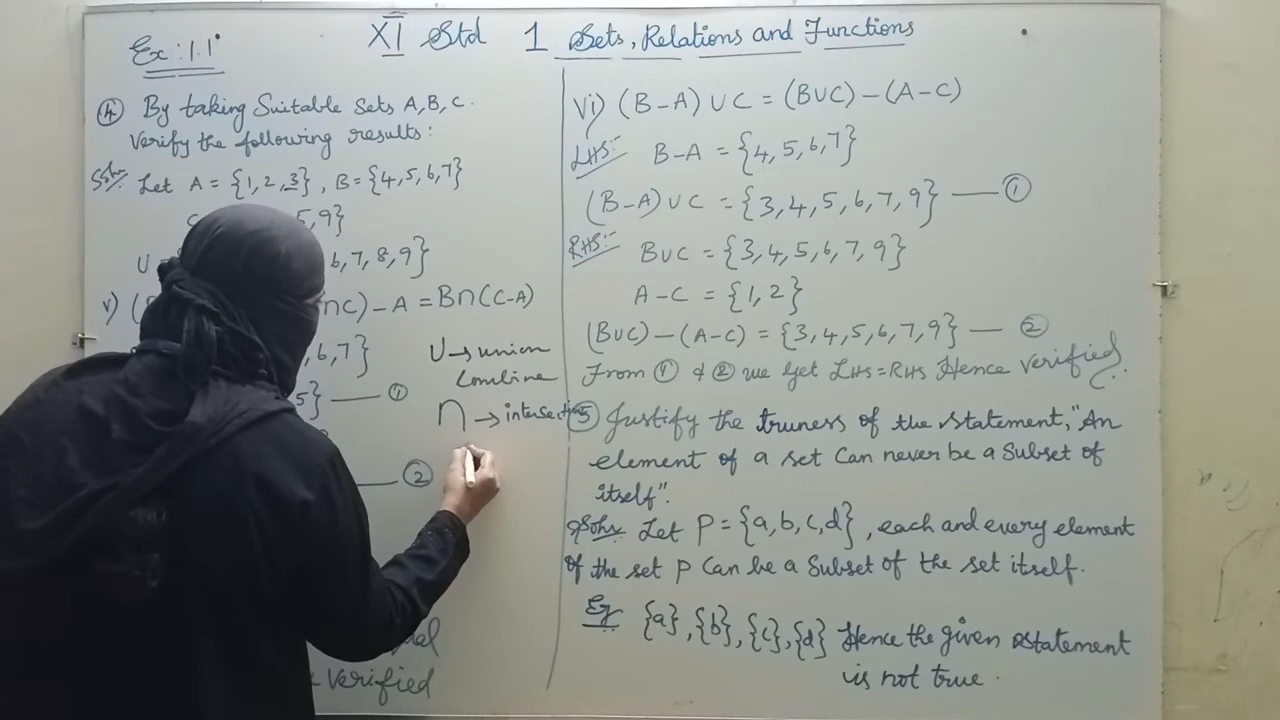 Ex: 1.1
XI Std 1 Sets, Relations and Functions
④ By taking Suitable Sets A, B, C.
Verify the following results:
Soln: Let A = {1, 2, 3}, B = {4, 5, 6, 7}
5, 9}
U 6, 7, 8, 9}
v) ( ∩C) - A = B∩(C-A)
, 6, 7}
5} — ①
— ②
verified
U → union
Combine
∩ → intersection
vi) (B-A) ∪ C = (B∪C) - (A-C)
LHS:- B-A = {4, 5, 6, 7}
(B-A) ∪ C = {3, 4, 5, 6, 7, 9} — ①
RHS:- B∪C = {3, 4, 5, 6, 7, 9}
A-C = {1, 2}
(B∪C) - (A-C) = {3, 4, 5, 6, 7, 9} — ②
From ① & ② we get LHS=RHS Hence Verified
⑤ Justify the truness of the statement, "An
element of a set Can never be a Subset of
itself".
Soln: Let P = {a, b, c, d}, each and every element
of the set P Can be a Subset of the set itself.
Eg {a}, {b}, {c}, {d} Hence the given statement
is not true.